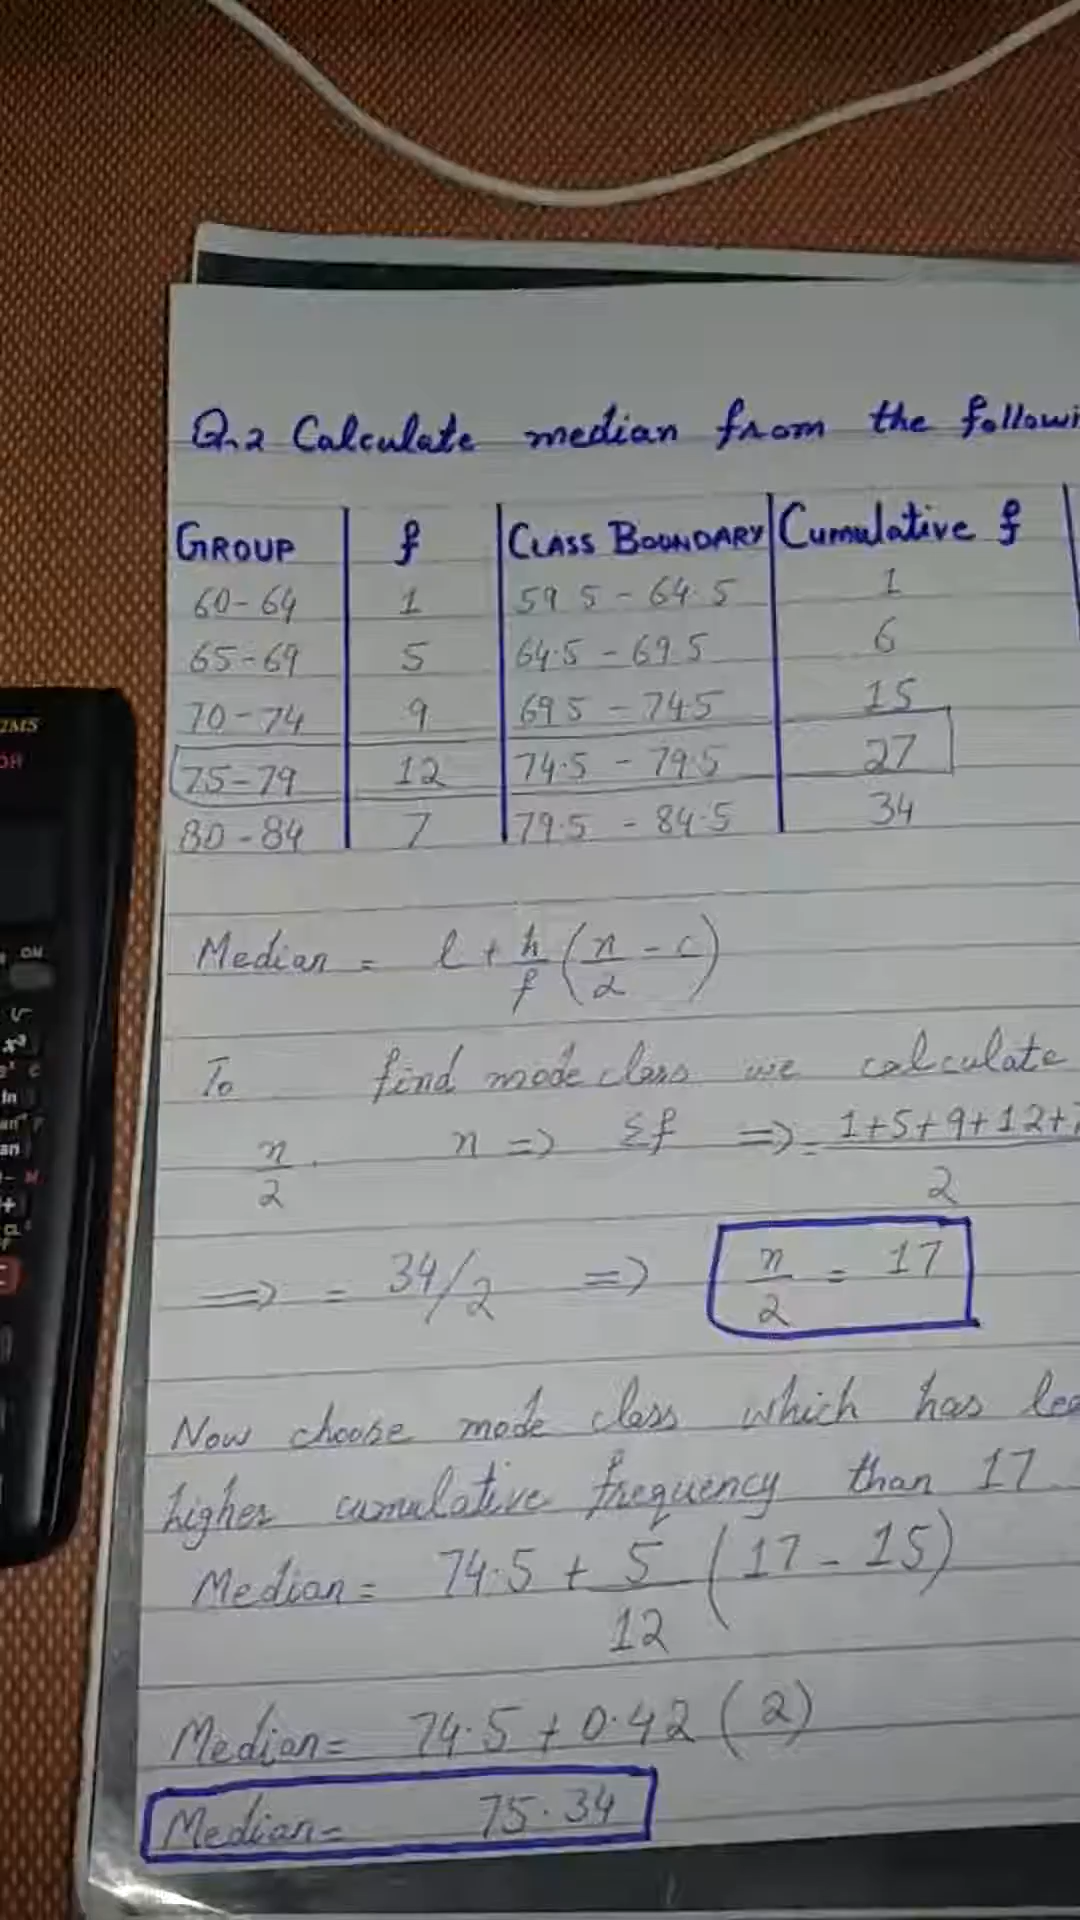 Q.2 Calculate median from the followi
GROUP f CLASS BOUNDARY Cumulative f
60-64 1 59 5 - 64.5 1
65-69 5 64.5 - 69.5 6
70-74 9 69 5 - 74.5 15
75-79 12 74.5 - 79.5 27
80-84 7 79.5 - 84.5 34
Median = l + h/f (n/2 - c)
To find mode class we calculate
n/2. n => Σf => = 1+5+9+12+7/2
=> = 34/2 => n/2 = 17
Now choose mode class which has lea
higher cumulative frequency than 17.
Median = 74.5 + 5/12 (17 - 15)
Median = 74.5 + 0.42 (2)
Median = 75.34
ON
ln